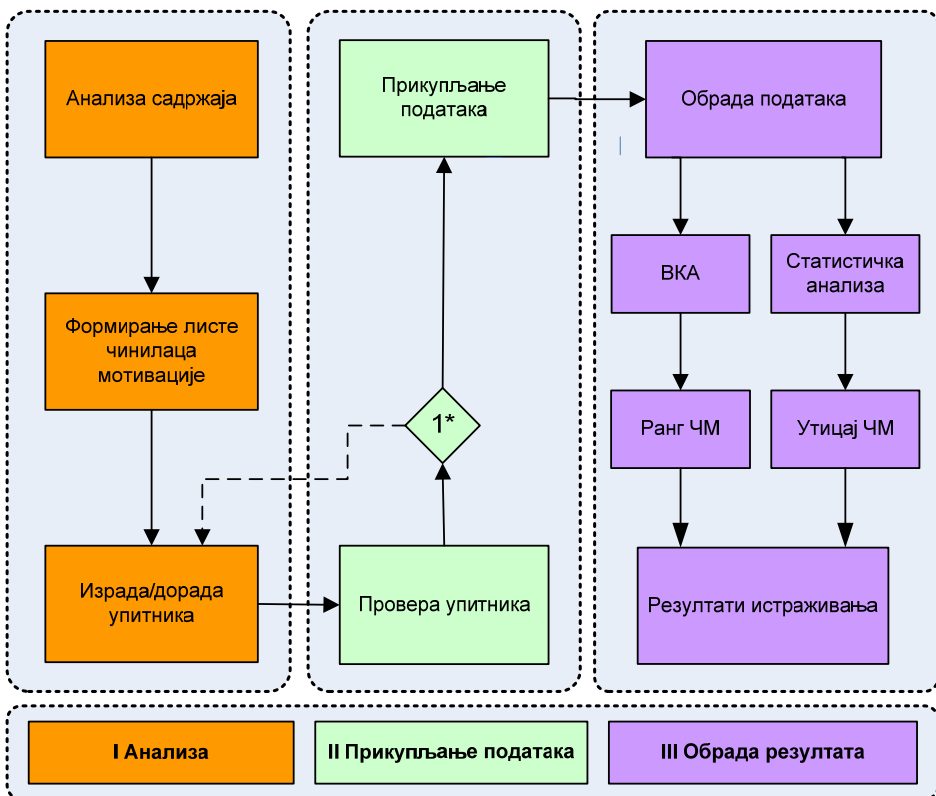 Анализа садржаја
Формирање листе
чинилаца
мотивације
Израда/дорада
упитника
Прикупљање
података
1*
Провера упитника
Обрада података
ВКА
Статистичка
анализа
Ранг ЧМ
Утицај ЧМ
Резултати истраживања
I Анализа
II Прикупљање података
III Обрада резултата